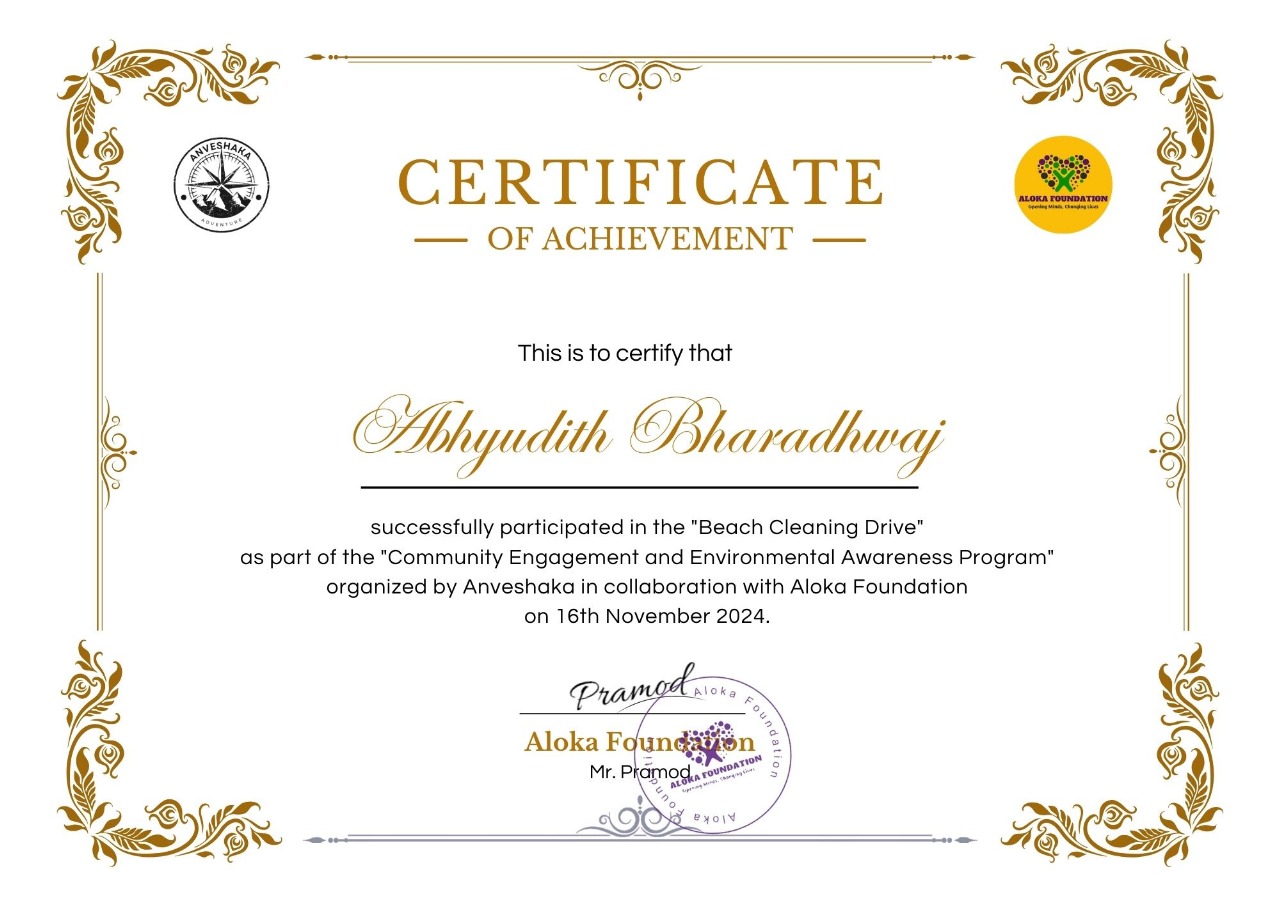 ANVESHAKA
ADVENTURE
CERTIFICATE
OF ACHIEVEMENT
ALOKA FOUNDATION
Opening Minds, Changing Lives
This is to certify that
Abhyudith Bharadhwaj
successfully participated in the "Beach Cleaning Drive"
as part of the "Community Engagement and Environmental Awareness Program"
organized by Anveshaka in collaboration with Aloka Foundation
on 16th November 2024.
Pramod
Aloka Foundation
Mr. Pramod
Aloka Foundation
Aloka Foundation
ALOKA FOUNDATION
Opening Minds, Changing Lives